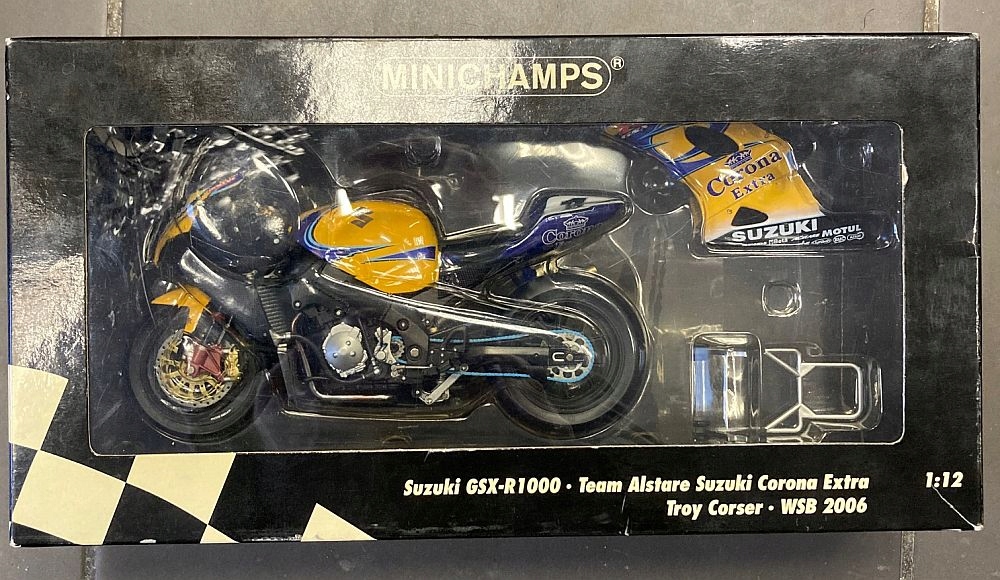 MINICHAMPS®
Corona
Extra
SUZUKI MOTUL
Corona
Suzuki GSX-R1000 · Team Alstare Suzuki Corona Extra 1:12
Troy Corser · WSB 2006